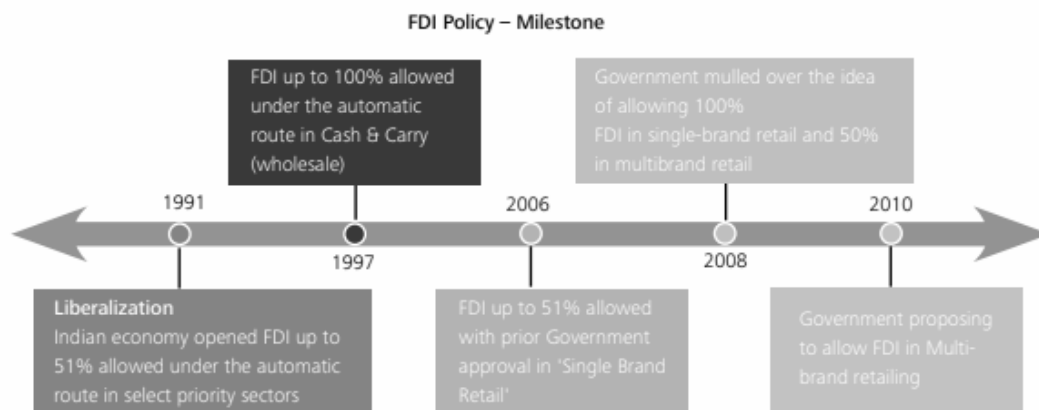 FDI Policy – Milestone
FDI up to 100% allowed
under the automatic
route in Cash & Carry
(wholesale)
Government mulled over the idea
of allowing 100%
FDI in single-brand retail and 50%
in multibrand retail
1991
2006
2010
1997
2008
Liberalization
Indian economy opened FDI up to
51% allowed under the automatic
route in select priority sectors
FDI up to 51% allowed
with prior Government
approval in 'Single Brand
Retail'
Government proposing
to allow FDI in Multi-
brand retailing